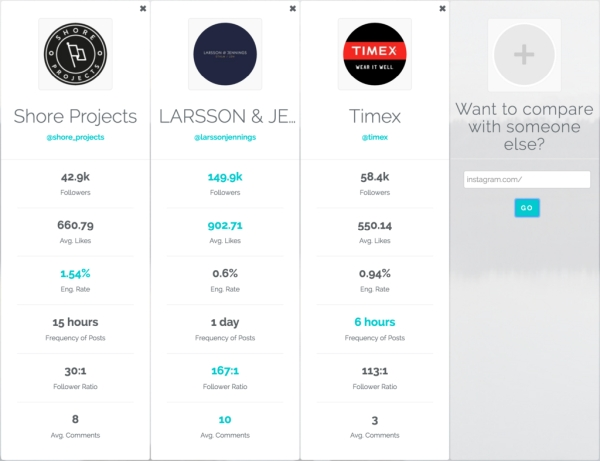 SHORE
PROJECTS
Shore Projects
@shore_projects
42.9k
Followers
660.79
Avg. Likes
1.54%
Eng. Rate
15 hours
Frequency of Posts
30:1
Follower Ratio
8
Avg. Comments
LARSSON & JENNINGS
LARSSON & JE...
@larssonjennings
149.9k
Followers
902.71
Avg. Likes
0.6%
Eng. Rate
1 day
Frequency of Posts
167:1
Follower Ratio
10
Avg. Comments
TIMEX
WEAR IT WELL
Timex
@timex
58.4k
Followers
550.14
Avg. Likes
0.94%
Eng. Rate
6 hours
Frequency of Posts
113:1
Follower Ratio
3
Avg. Comments
Want to compare
with someone
else?
instagram.com/
GO